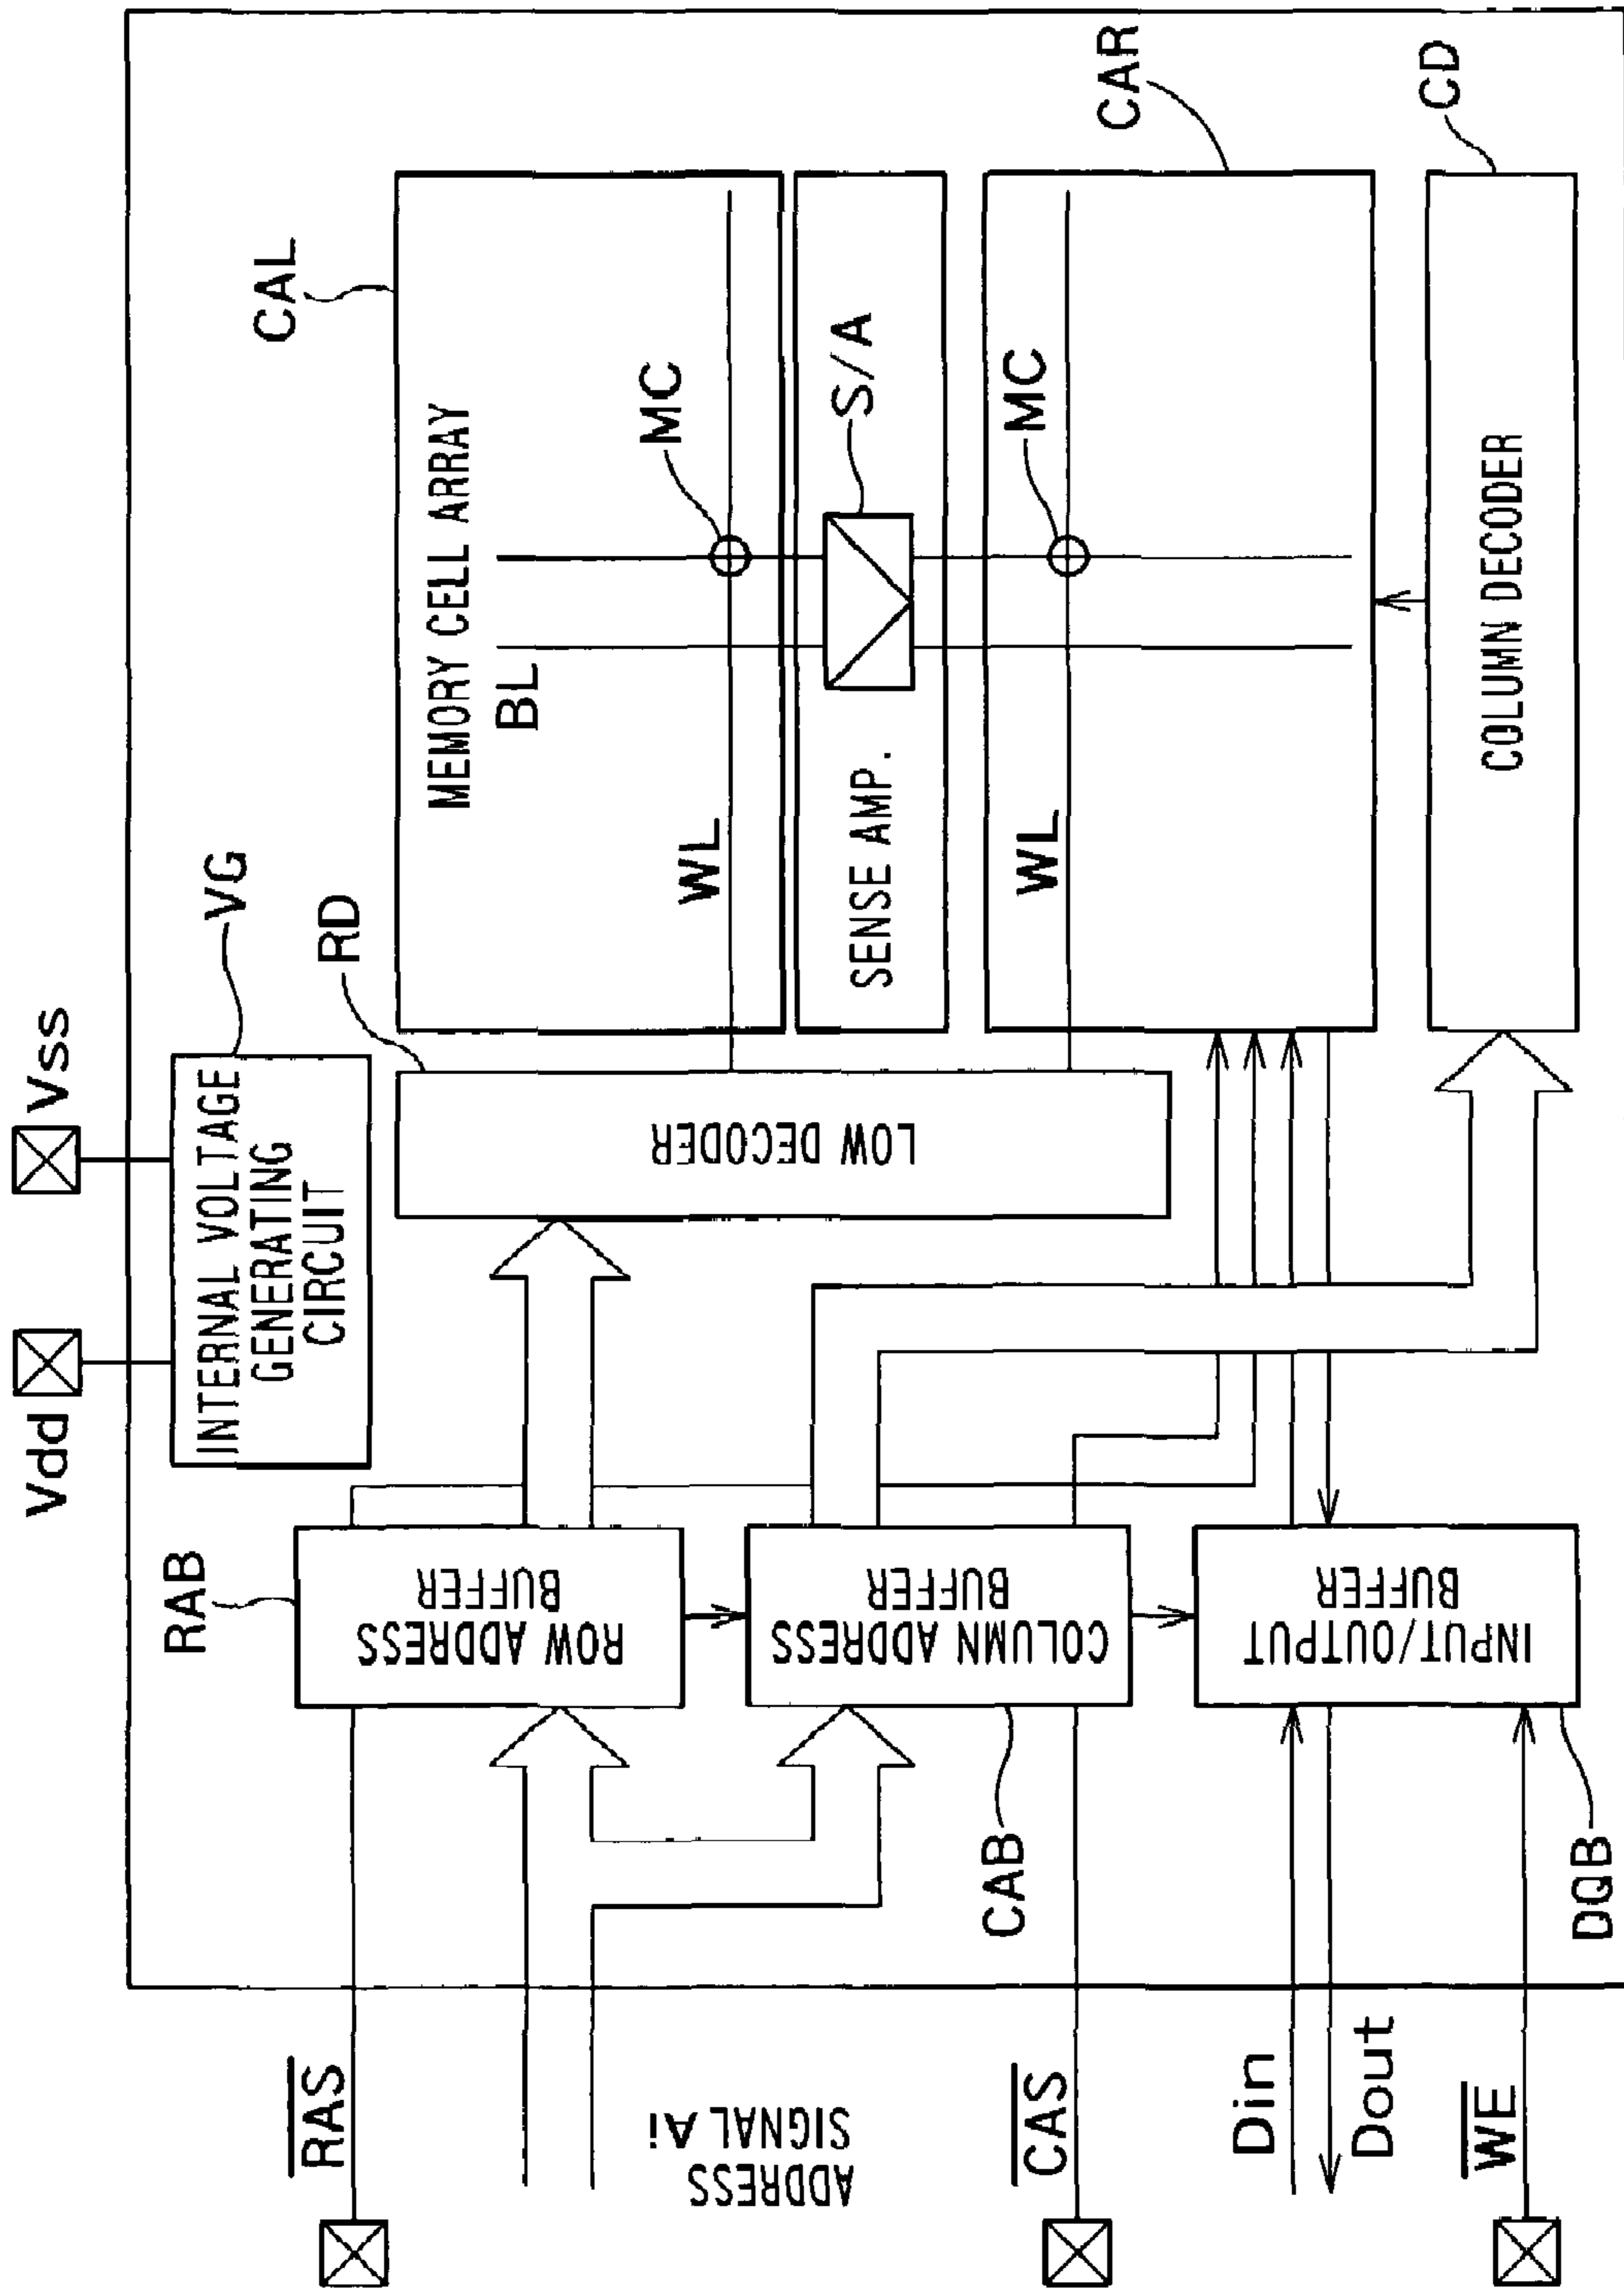 Vdd
Vss
INTERNAL VOLTAGE
GENERATING
CIRCUIT
VG
RD
CAL
RAB
RAS
ROW ADDRESS
BUFFER
LOW DECODER
MEMORY CELL ARRAY
BL
MC
WL
ADDRESS
SIGNAL Ai
COLUMN ADDRESS
BUFFER
SENSE AMP.
S/A
CAB
CAS
WL
MC
CAR
Din
Dout
INPUT/OUTPUT
BUFFER
WE
DQB
COLUMN DECODER
CD